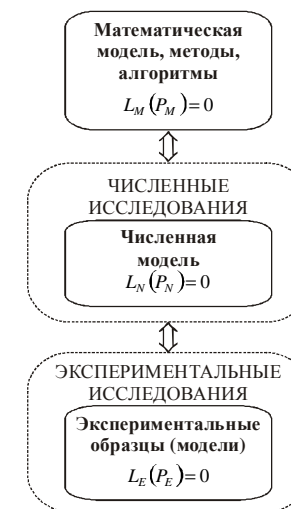 Математическая
модель, методы,
алгоритмы
L_M(P_M)=0
ЧИСЛЕННЫЕ
ИССЛЕДОВАНИЯ
Численная
модель
L_N(P_N)=0
ЭКСПЕРИМЕНТАЛЬНЫЕ
ИССЛЕДОВАНИЯ
Экспериментальные
образцы (модели)
L_E(P_E)=0